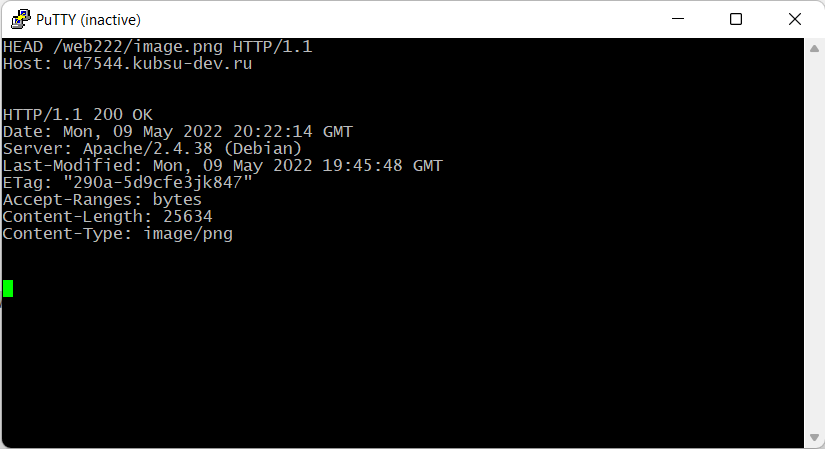 PuTTY (inactive)
HEAD /web222/image.png HTTP/1.1
Host: u47544.kubsu-dev.ru
HTTP/1.1 200 OK
Date: Mon, 09 May 2022 20:22:14 GMT
Server: Apache/2.4.38 (Debian)
Last-Modified: Mon, 09 May 2022 19:45:48 GMT
ETag: "290a-5d9cfe3jk847"
Accept-Ranges: bytes
Content-Length: 25634
Content-Type: image/png